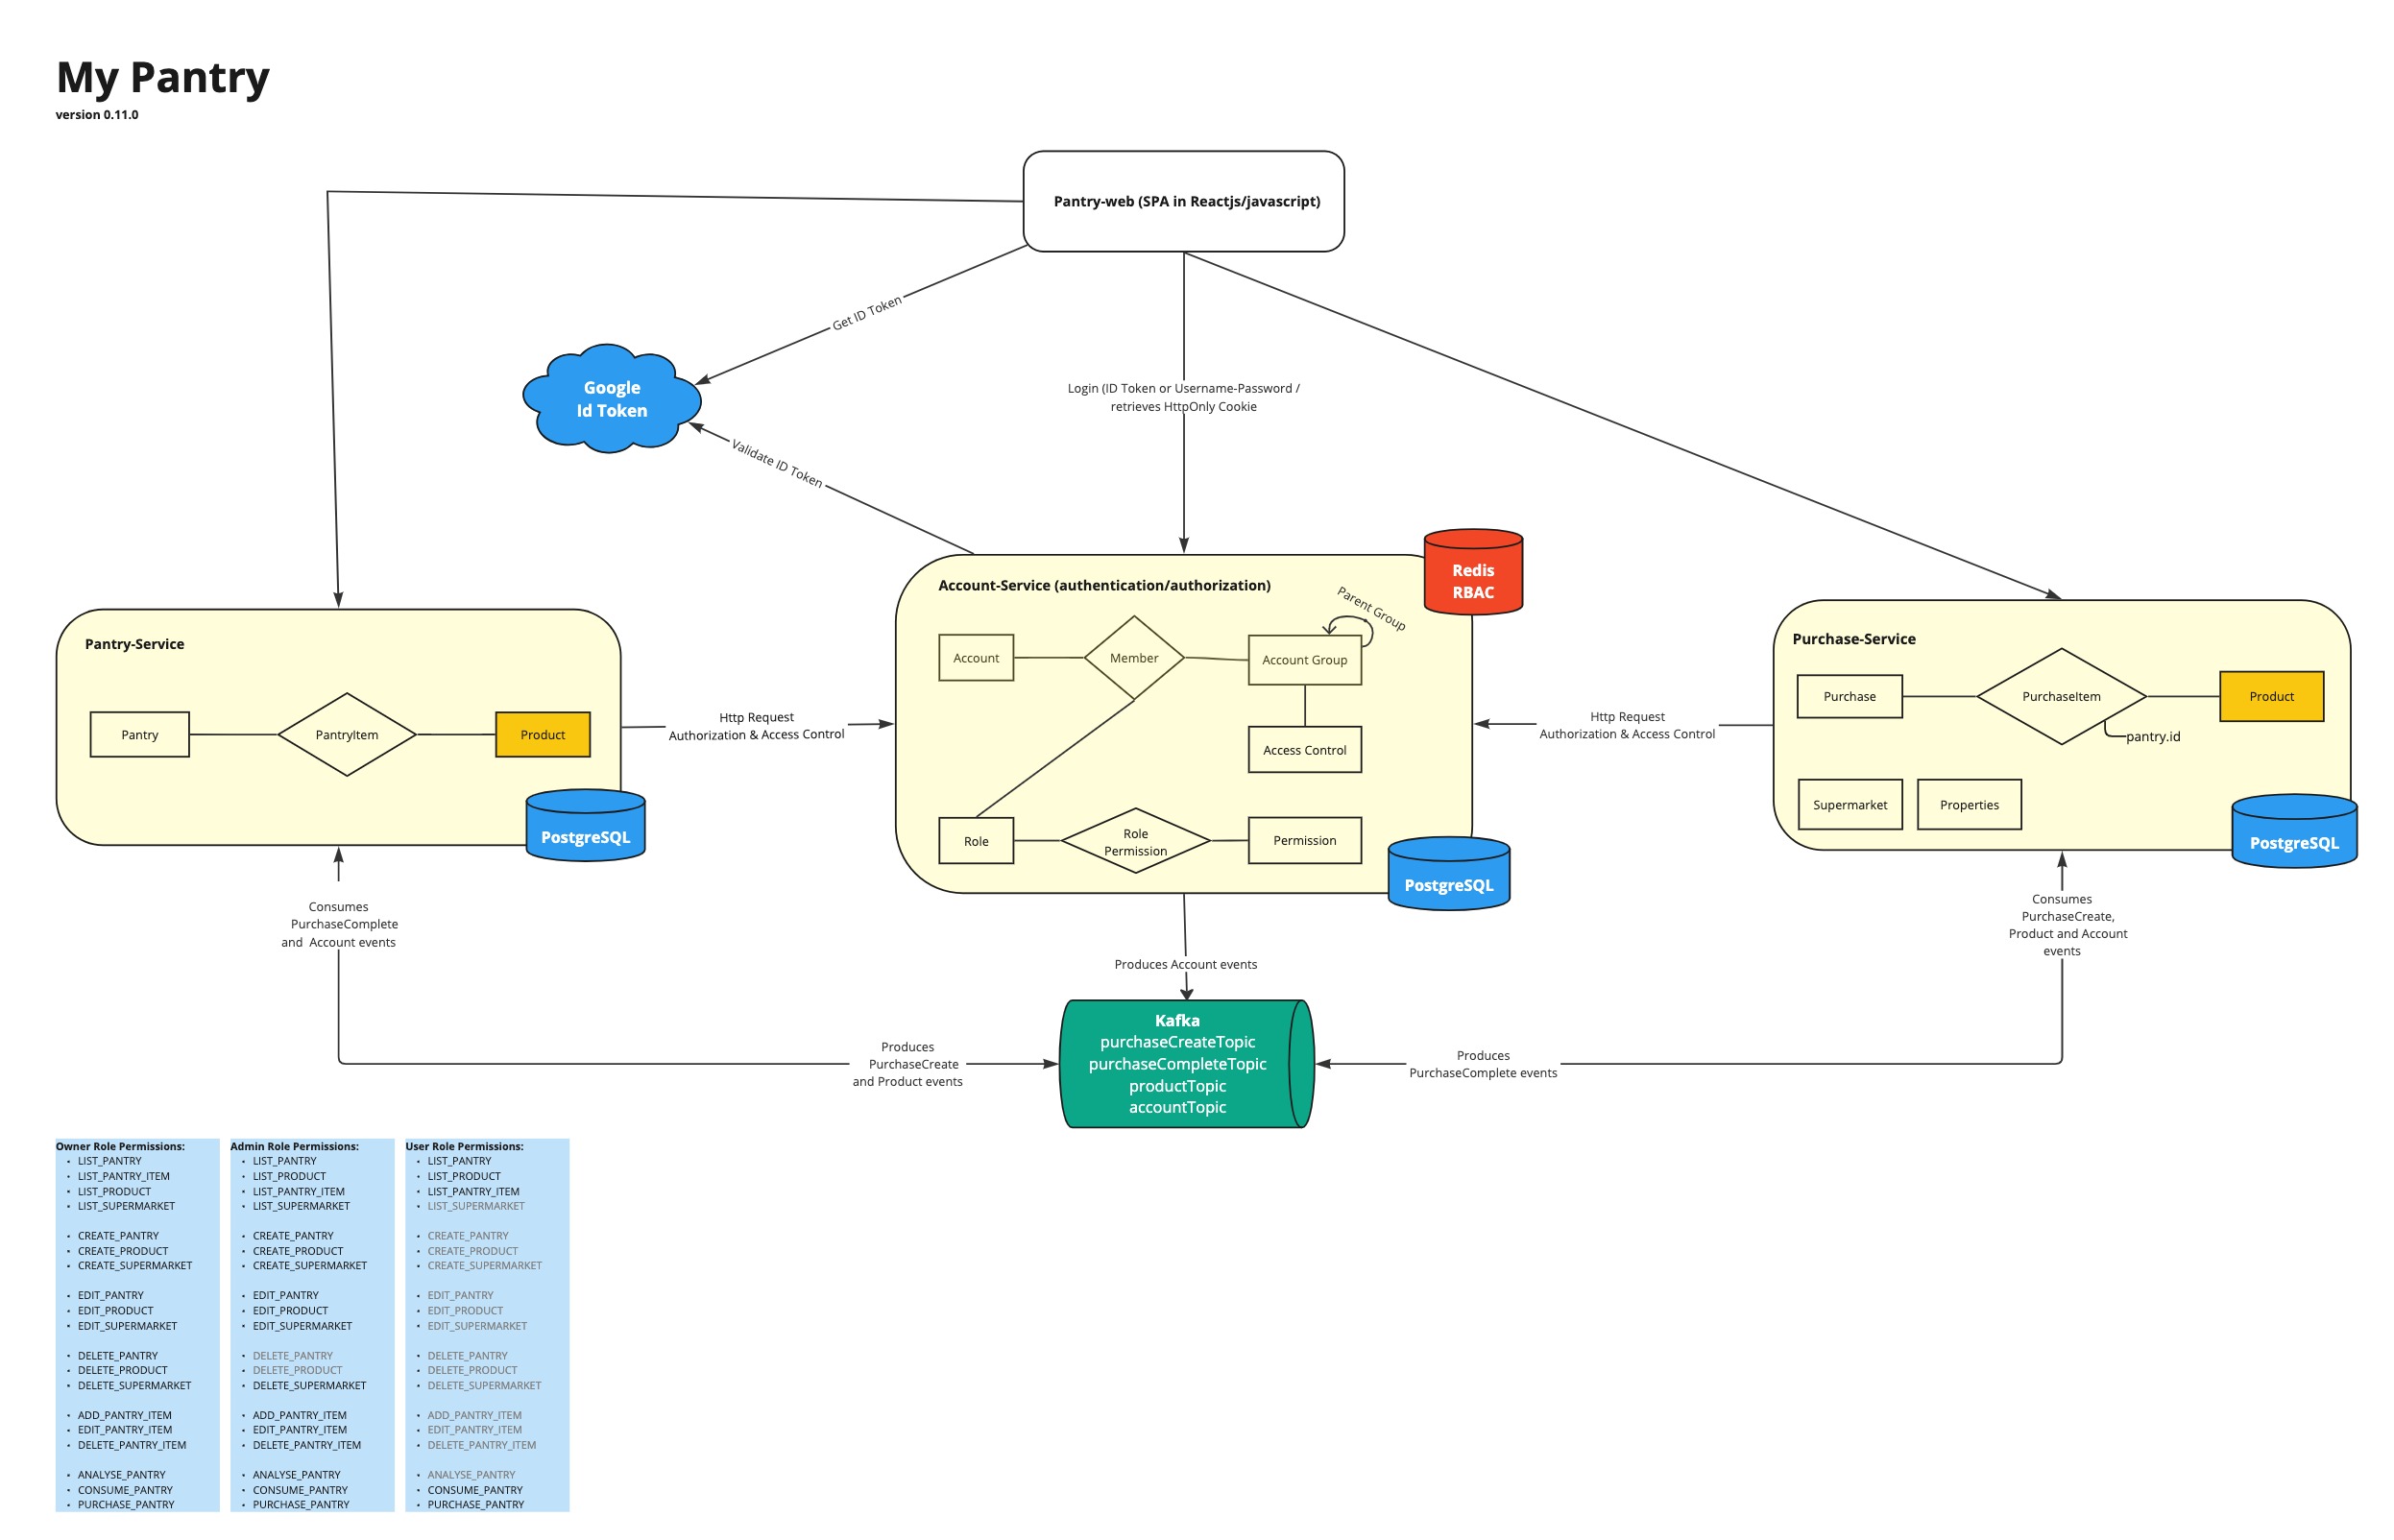 My Pantry
version 0.11.0
Pantry-web (SPA in Reactjs/javascript)
Get ID Token
Google
Id Token
Login (ID Token or Username-Password /
retrieves HttpOnly Cookie
Validate ID Token
Redis
RBAC
Account-Service (authentication/authorization)
Parent Group
Account
Member
Account Group
Access Control
Role
Role
Permission
Permission
PostgreSQL
Pantry-Service
Pantry
PantryItem
Product
PostgreSQL
Http Request
Authorization & Access Control
Http Request
Authorization & Access Control
Purchase-Service
Purchase
PurchaseItem
Product
pantry.id
Supermarket
Properties
PostgreSQL
Consumes
PurchaseComplete
and Account events
Produces Account events
Consumes
PurchaseCreate,
Product and Account
events
Produces
PurchaseCreate
and Product events
Kafka
purchaseCreateTopic
purchaseCompleteTopic
productTopic
accountTopic
Produces
PurchaseComplete events
Owner Role Permissions:
• LIST_PANTRY
• LIST_PANTRY_ITEM
• LIST_PRODUCT
• LIST_SUPERMARKET
• CREATE_PANTRY
• CREATE_PRODUCT
• CREATE_SUPERMARKET
• EDIT_PANTRY
• EDIT_PRODUCT
• EDIT_SUPERMARKET
• DELETE_PANTRY
• DELETE_PRODUCT
• DELETE_SUPERMARKET
• ADD_PANTRY_ITEM
• EDIT_PANTRY_ITEM
• DELETE_PANTRY_ITEM
• ANALYSE_PANTRY
• CONSUME_PANTRY
• PURCHASE_PANTRY
Admin Role Permissions:
• LIST_PANTRY
• LIST_PRODUCT
• LIST_PANTRY_ITEM
• LIST_SUPERMARKET
• CREATE_PANTRY
• CREATE_PRODUCT
• CREATE_SUPERMARKET
• EDIT_PANTRY
• EDIT_PRODUCT
• EDIT_SUPERMARKET
• DELETE_PANTRY
• DELETE_PRODUCT
• DELETE_SUPERMARKET
• ADD_PANTRY_ITEM
• EDIT_PANTRY_ITEM
• DELETE_PANTRY_ITEM
• ANALYSE_PANTRY
• CONSUME_PANTRY
• PURCHASE_PANTRY
User Role Permissions:
• LIST_PANTRY
• LIST_PRODUCT
• LIST_PANTRY_ITEM
• LIST_SUPERMARKET
• CREATE_PANTRY
• CREATE_PRODUCT
• CREATE_SUPERMARKET
• EDIT_PANTRY
• EDIT_PRODUCT
• EDIT_SUPERMARKET
• DELETE_PANTRY
• DELETE_PRODUCT
• DELETE_SUPERMARKET
• ADD_PANTRY_ITEM
• EDIT_PANTRY_ITEM
• DELETE_PANTRY_ITEM
• ANALYSE_PANTRY
• CONSUME_PANTRY
• PURCHASE_PANTRY